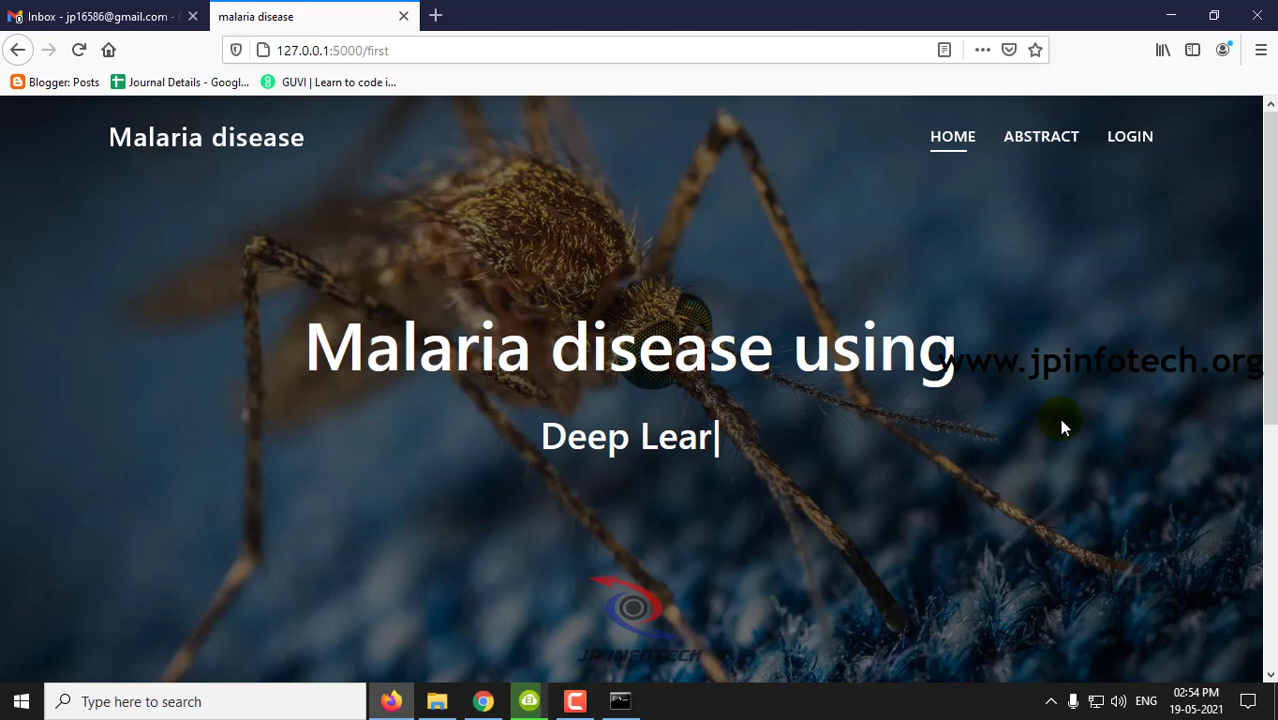 Inbox - jp16586@gmail.com -
malaria disease
127.0.0.1:5000/first
Blogger: Posts
Journal Details - Googl...
GUVI | Learn to code i...
Malaria disease
HOME
ABSTRACT
LOGIN
Malaria disease using
www.jpinfotech.org
Deep Lear
JP INFOTECH
Type here to search
ENG
02:54 PM
19-05-2021